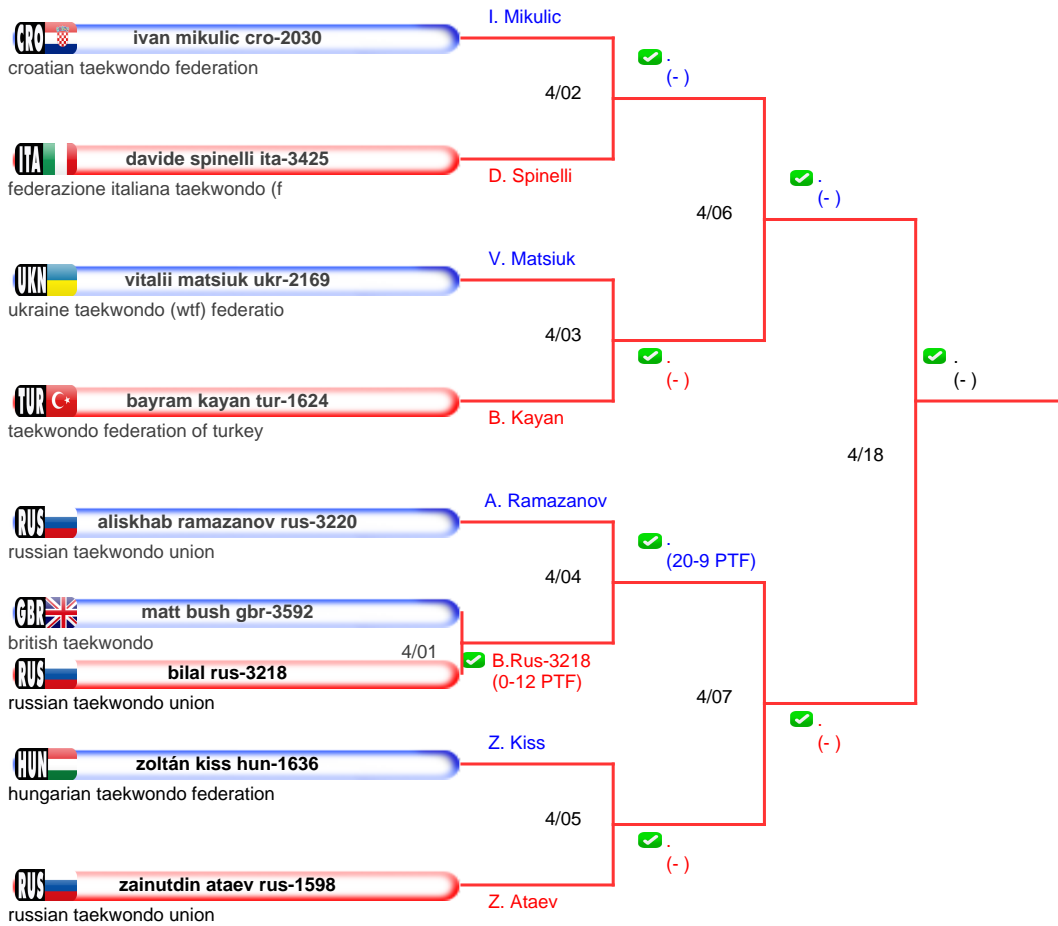 I. Mikulic
CRO ivan mikulic cro-2030
croatian taekwondo federation
.
(- )
4/02
ITA davide spinelli ita-3425
D. Spinelli
federazione italiana taekwondo (f
.
(- )
4/06
V. Matsiuk
UKN vitalii matsiuk ukr-2169
ukraine taekwondo (wtf) federatio
4/03
.
(- )
.
(- )
TUR bayram kayan tur-1624
B. Kayan
taekwondo federation of turkey
4/18
A. Ramazanov
RUS aliskhab ramazanov rus-3220
russian taekwondo union
.
(20-9 PTF)
4/04
GBR matt bush gbr-3592
british taekwondo
4/01
B.Rus-3218
(0-12 PTF)
RUS bilal rus-3218
russian taekwondo union
4/07
.
(- )
Z. Kiss
HUN zoltán kiss hun-1636
hungarian taekwondo federation
4/05
.
(- )
RUS zainutdin ataev rus-1598
Z. Ataev
russian taekwondo union